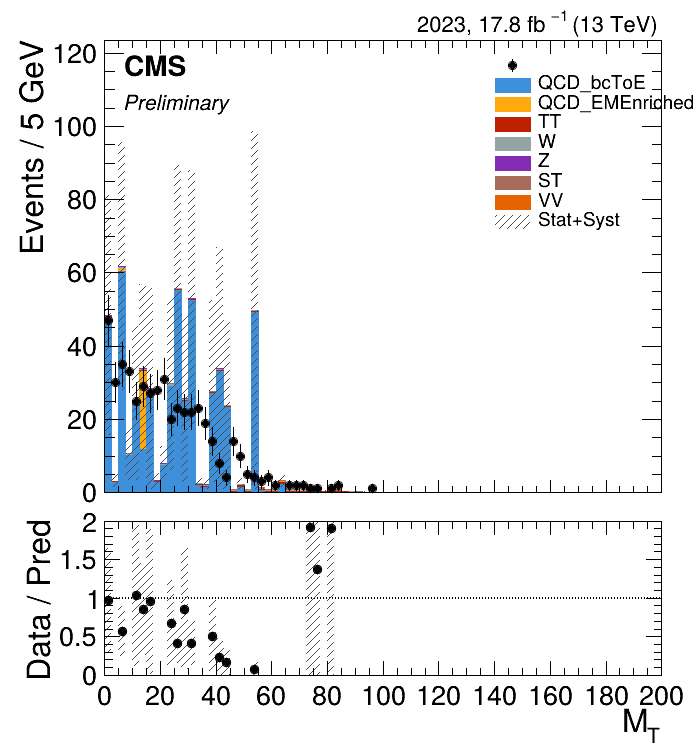 2023, 17.8 fb⁻¹ (13 TeV)
Events / 5 GeV
120
100
80
60
40
20
0
CMS
Preliminary
QCD_bcToE
QCD_EMEnriched
TT
W
Z
ST
VV
Stat+Syst
Data / Pred
2
1.5
1
0.5
0
0 20 40 60 80 100 120 140 160 180 200
M_T